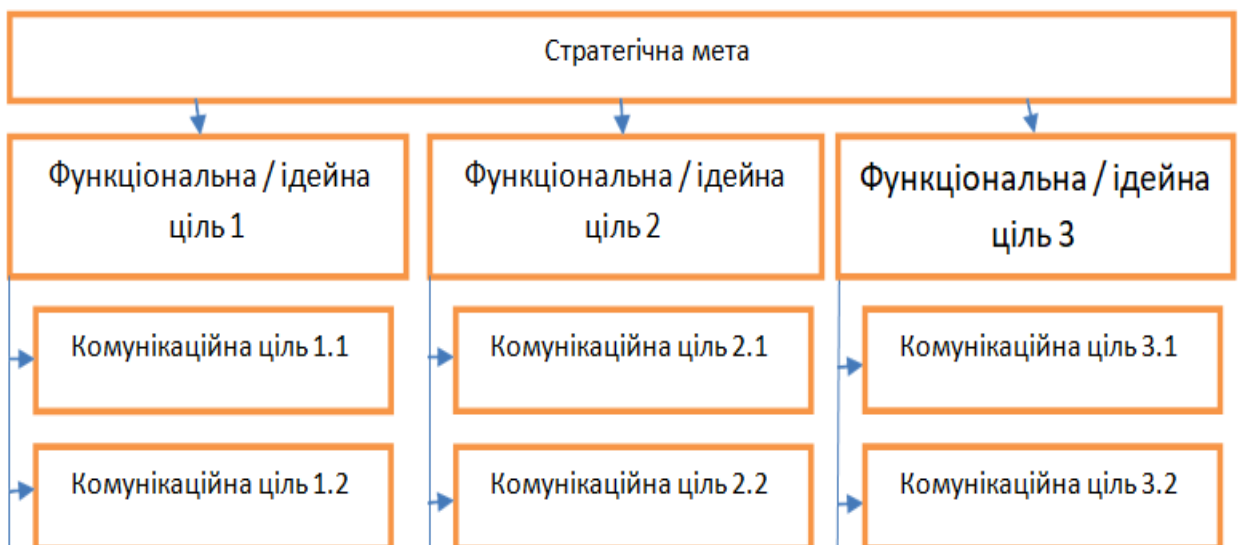 Стратегічна мета
Функціональна / ідейна
ціль 1
Функціональна / ідейна
ціль 2
Функціональна / ідейна
ціль 3
Комунікаційна ціль 1.1
Комунікаційна ціль 2.1
Комунікаційна ціль 3.1
Комунікаційна ціль 1.2
Комунікаційна ціль 2.2
Комунікаційна ціль 3.2